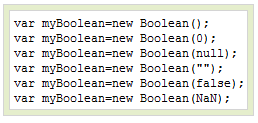 var myBoolean=new Boolean();
var myBoolean=new Boolean(0);
var myBoolean=new Boolean(null);
var myBoolean=new Boolean("");
var myBoolean=new Boolean(false);
var myBoolean=new Boolean(NaN);